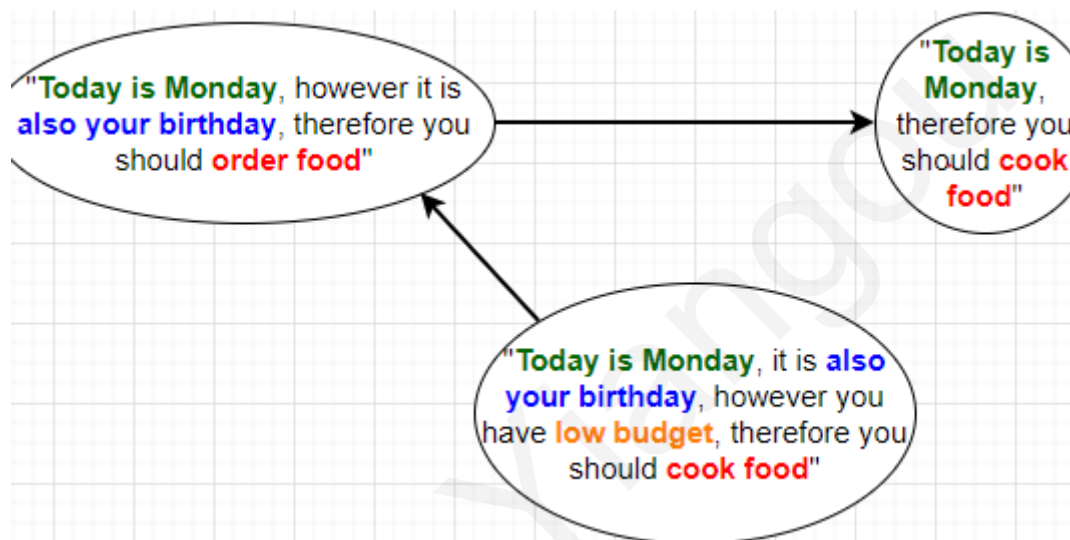 "Today is Monday, however it is
also your birthday, therefore you
should order food"
"Today is
Monday,
therefore you
should cook
food"
"Today is Monday, it is also
your birthday, however you
have low budget, therefore you
should cook food"
Xiangou